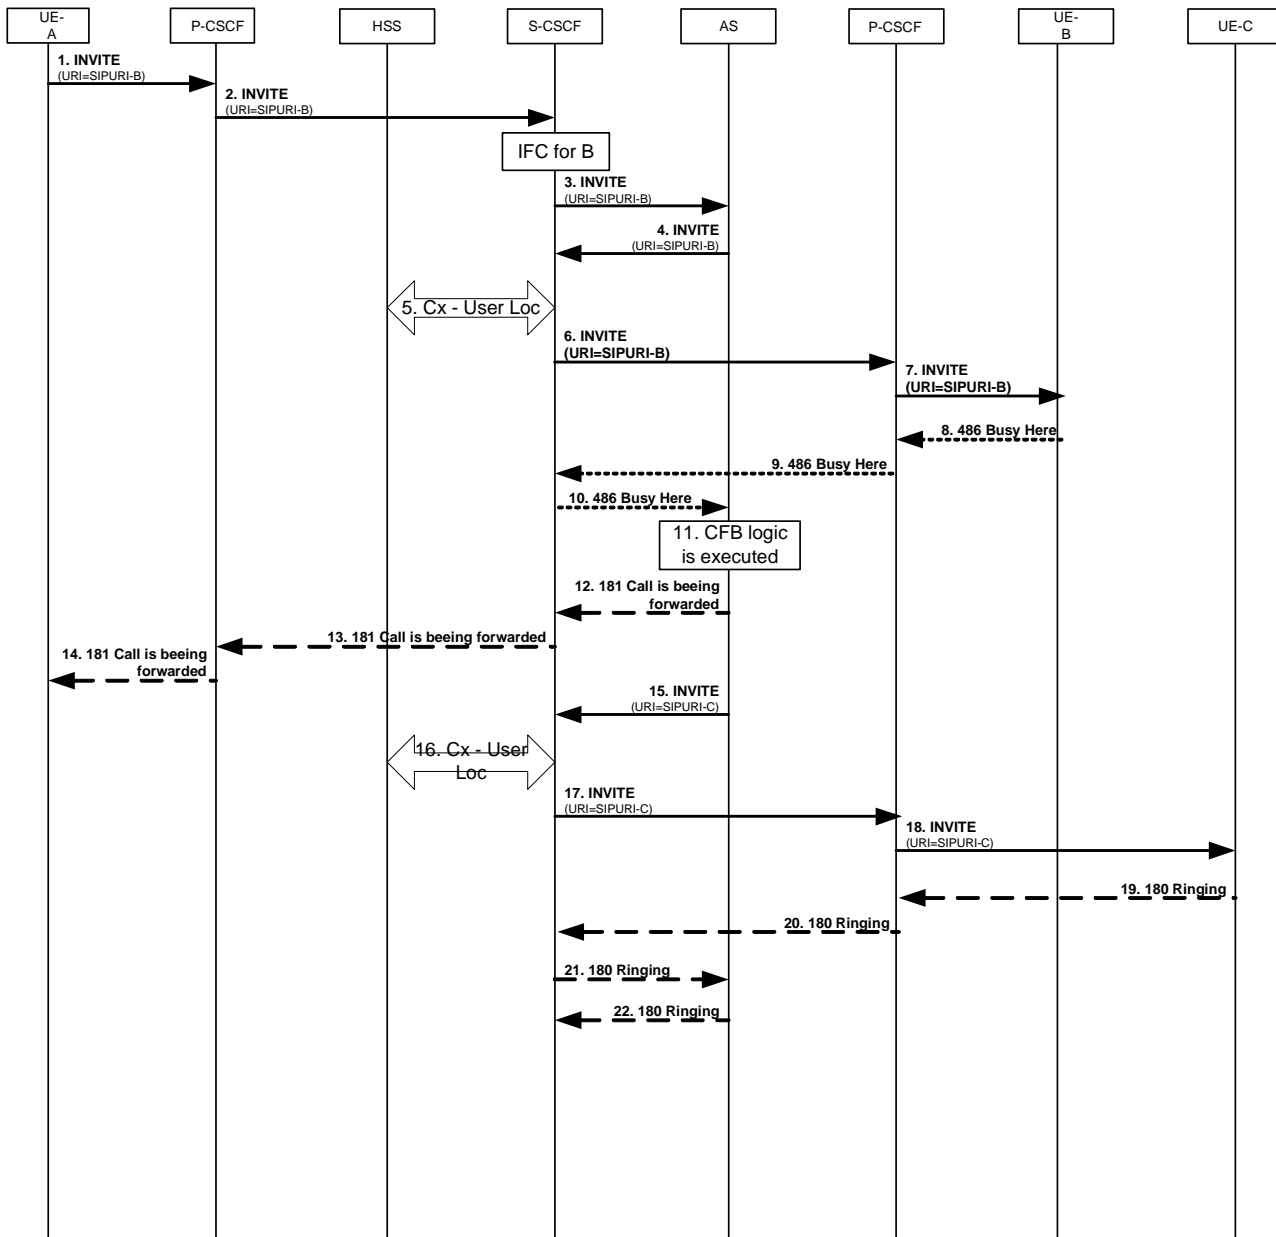 UE-
A
P-CSCF
HSS
S-CSCF
AS
P-CSCF
UE-
B
UE-C
1. INVITE
(URI=SIPURI-B)
2. INVITE
(URI=SIPURI-B)
IFC for B
3. INVITE
(URI=SIPURI-B)
4. INVITE
(URI=SIPURI-B)
5. Cx - User Loc
6. INVITE
(URI=SIPURI-B)
7. INVITE
(URI=SIPURI-B)
8. 486 Busy Here
9. 486 Busy Here
10. 486 Busy Here
11. CFB logic
is executed
12. 181 Call is beeing
forwarded
13. 181 Call is beeing forwarded
14. 181 Call is beeing
forwarded
15. INVITE
(URI=SIPURI-C)
16. Cx - User
Loc
17. INVITE
(URI=SIPURI-C)
18. INVITE
(URI=SIPURI-C)
19. 180 Ringing
20. 180 Ringing
21. 180 Ringing
22. 180 Ringing